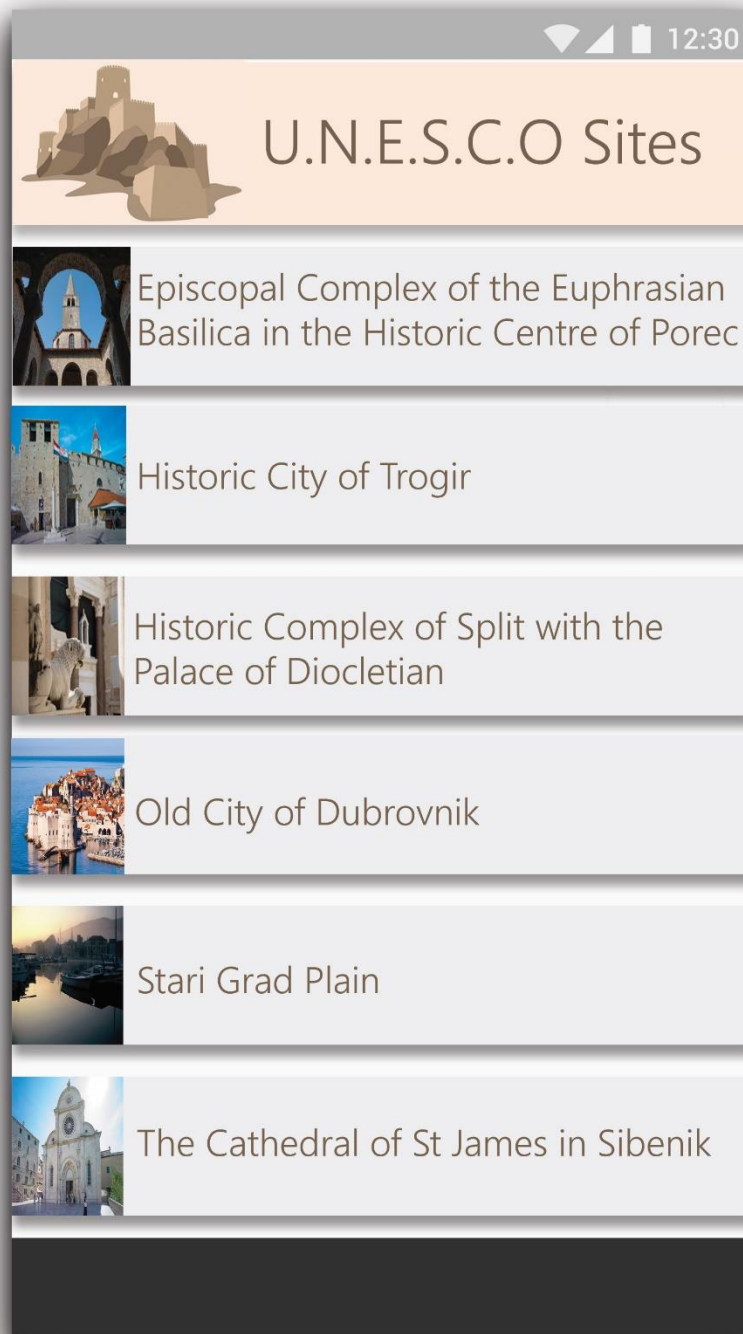 12:30
U.N.E.S.C.O Sites
Episcopal Complex of the Euphrasian
Basilica in the Historic Centre of Porec
Historic City of Trogir
Historic Complex of Split with the
Palace of Diocletian
Old City of Dubrovnik
Stari Grad Plain
The Cathedral of St James in Sibenik